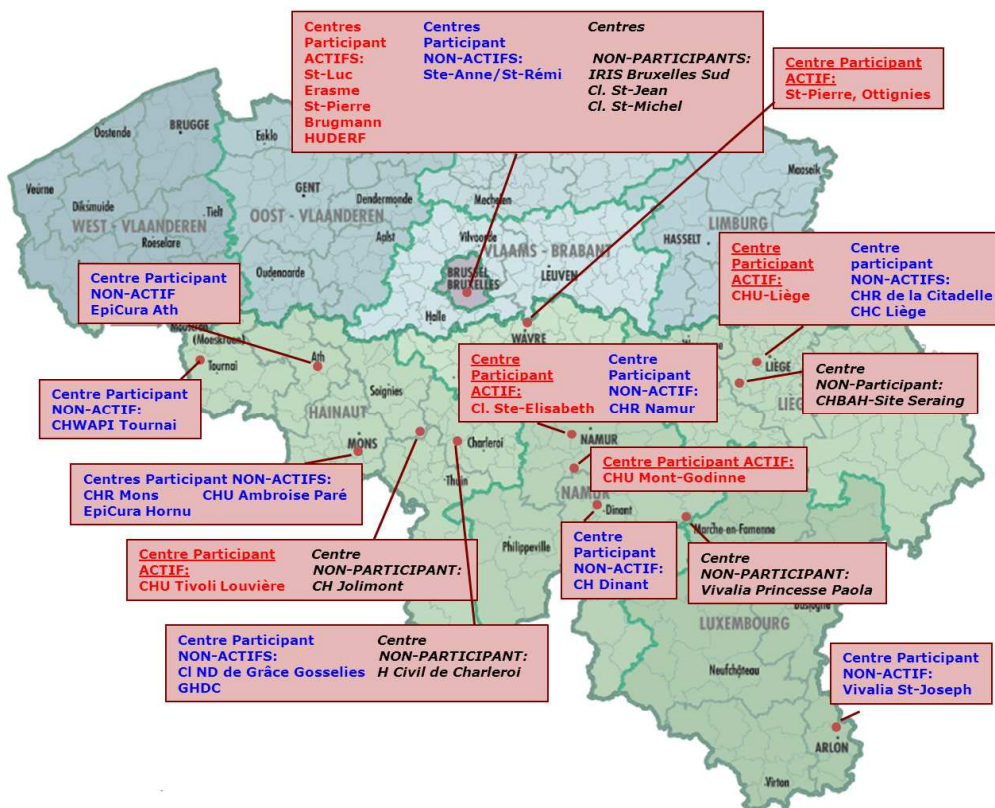 Centres
Participant
ACTIFS:
St-Luc
Erasme
St-Pierre
Brugmann
HUDERF
Centres
Participant
NON-ACTIFS:
Ste-Anne/St-Rémi
Centres
NON-PARTICIPANTS:
IRIS Bruxelles Sud
Cl. St-Jean
Cl. St-Michel
Centre Participant
ACTIF:
St-Pierre, Ottignies
Oostende
BRUGGE
Eeklo
Maaseik
Veurne
Diksmuide
Tielt
WEST - VLAANDEREN
Roeselare
GENT
Dendermonde
OOST - VLAANDEREN
Aalst
Oudenaarde
Mechelen
Vilvoorde
VLAAMS - BRABANT
BRUSSEL
BRUXELLES
LEUVEN
Halle
LIMBURG
HASSELT
Centre
Participant
ACTIF:
CHU-Liège
Centre
participant
NON-ACTIFS:
CHR de la Citadelle
CHC Liège
Centre Participant
NON-ACTIF
EpiCura Ath
(Moeskroen)
Tournai
Ath
Soignies
HAINAUT
MONS
Charleroi
Thuin
WAVRE
LIÈGE
Centre
Participant
ACTIF:
Cl. Ste-Elisabeth
Centre
Participant
NON-ACTIF:
CHR Namur
Centre
NON-Participant:
CHBAH-Site Seraing
Centre Participant
NON-ACTIF:
CHWAPI Tournai
NAMUR
NAMUR
Centre Participant ACTIF:
CHU Mont-Godinne
Centres Participant NON-ACTIFS:
CHR Mons CHU Ambroise Paré
EpiCura Hornu
Dinant
Philippeville
Marche-en-Famenne
Centre
Participant
NON-ACTIF:
CH Dinant
Centre
NON-PARTICIPANT:
Vivalia Princesse Paola
Centre Participant
ACTIF:
CHU Tivoli Louvière
Centre
NON-PARTICIPANT:
CH Jolimont
Bastogne
LUXEMBOURG
Centre Participant
NON-ACTIFS:
Cl ND de Grâce Gosselies
GHDC
Centre
NON-PARTICIPANT:
H Civil de Charleroi
Neufchâteau
Centre Participant
NON-ACTIF:
Vivalia St-Joseph
ARLON
Virton